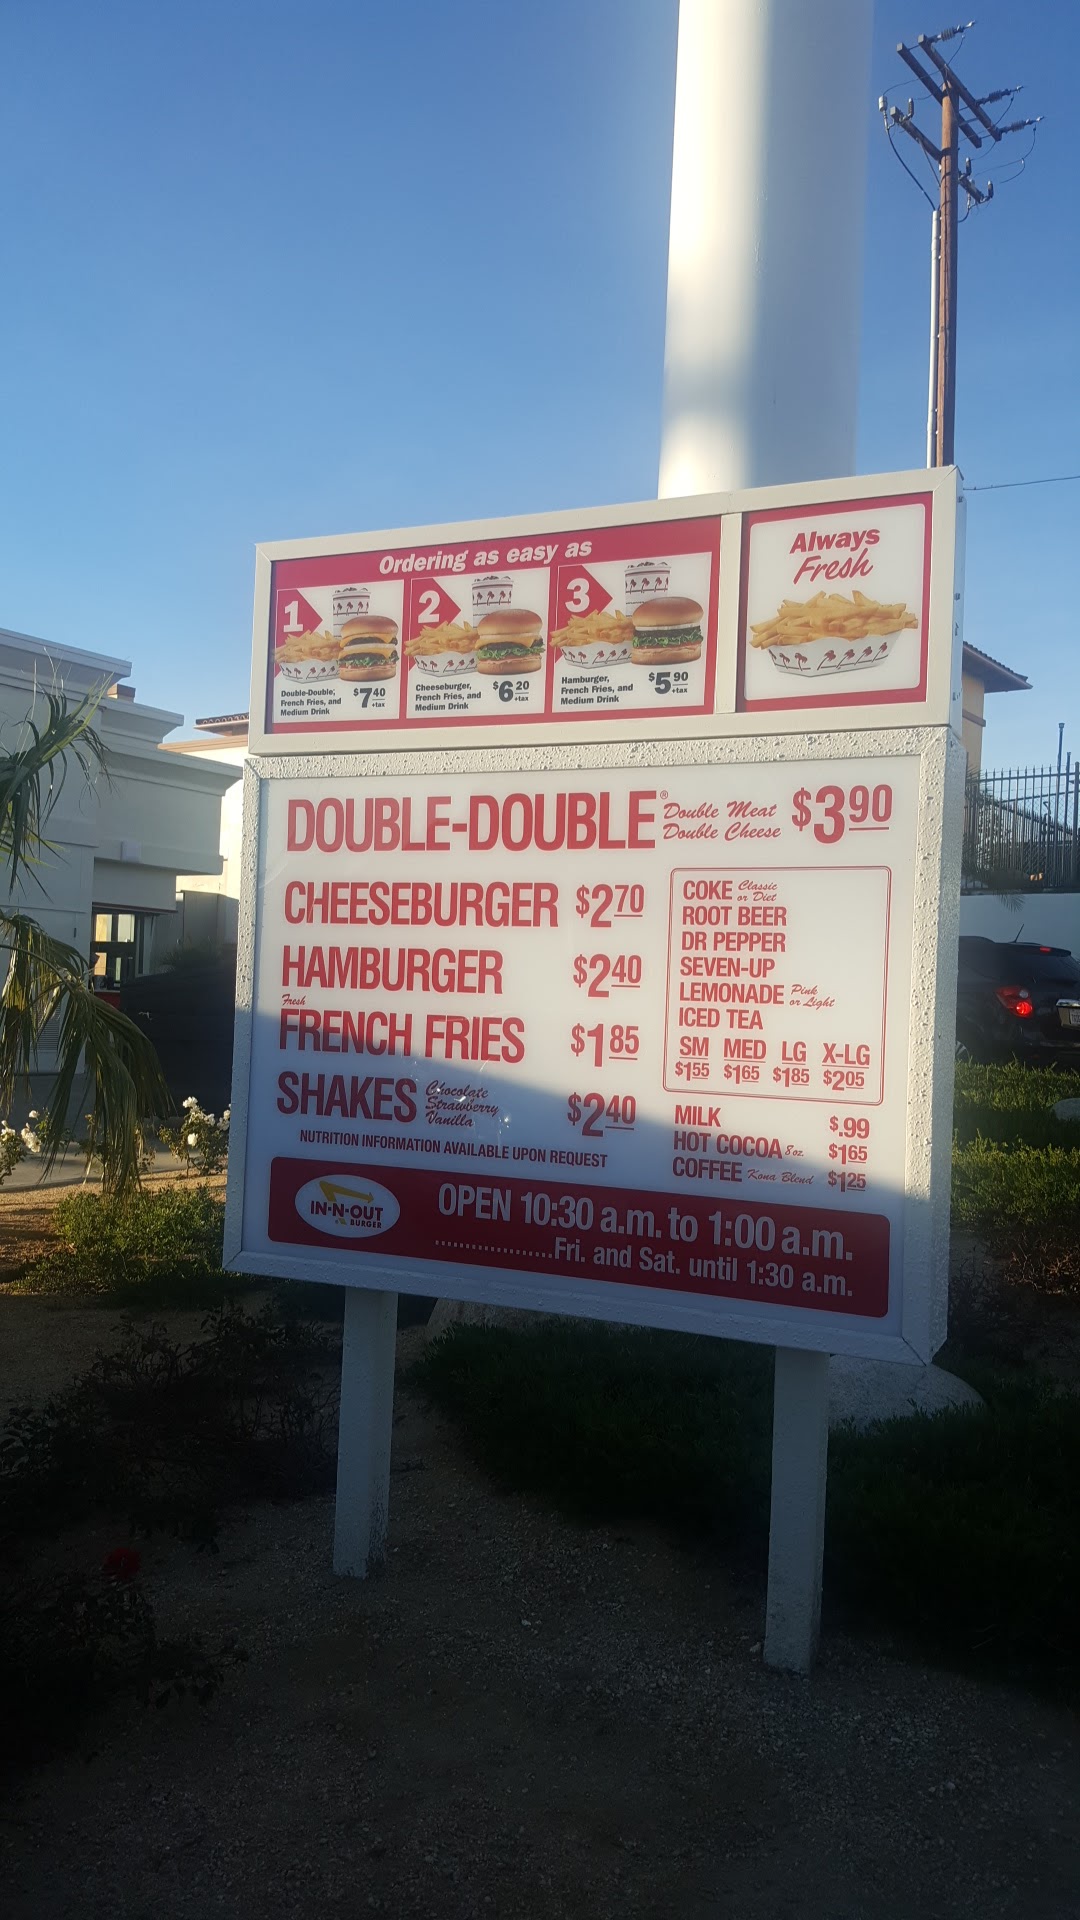 Ordering as easy as
1
Double-Double,
French Fries, and
Medium Drink
$7 40
+tax
2
Cheeseburger,
French Fries, and
Medium Drink
$6 20
+tax
3
Hamburger,
French Fries, and
Medium Drink
$5 90
+tax
Always
Fresh
DOUBLE-DOUBLE® Double Meat
Double Cheese
$3 90
CHEESEBURGER $2 70
HAMBURGER $2 40
Fresh
FRENCH FRIES $1 85
SHAKES Chocolate
Strawberry
Vanilla
$2 40
NUTRITION INFORMATION AVAILABLE UPON REQUEST
COKE Classic
or Diet
ROOT BEER
DR PEPPER
SEVEN-UP
LEMONADE Pink
or Light
ICED TEA
SM MED LG X-LG
$1 55 $1 65 $1 85 $2 05
MILK $.99
HOT COCOA 8 oz. $1 65
COFFEE Kona Blend $1 25
IN-N-OUT
BURGER
OPEN 10:30 a.m. to 1:00 a.m.
...................Fri. and Sat. until 1:30 a.m.